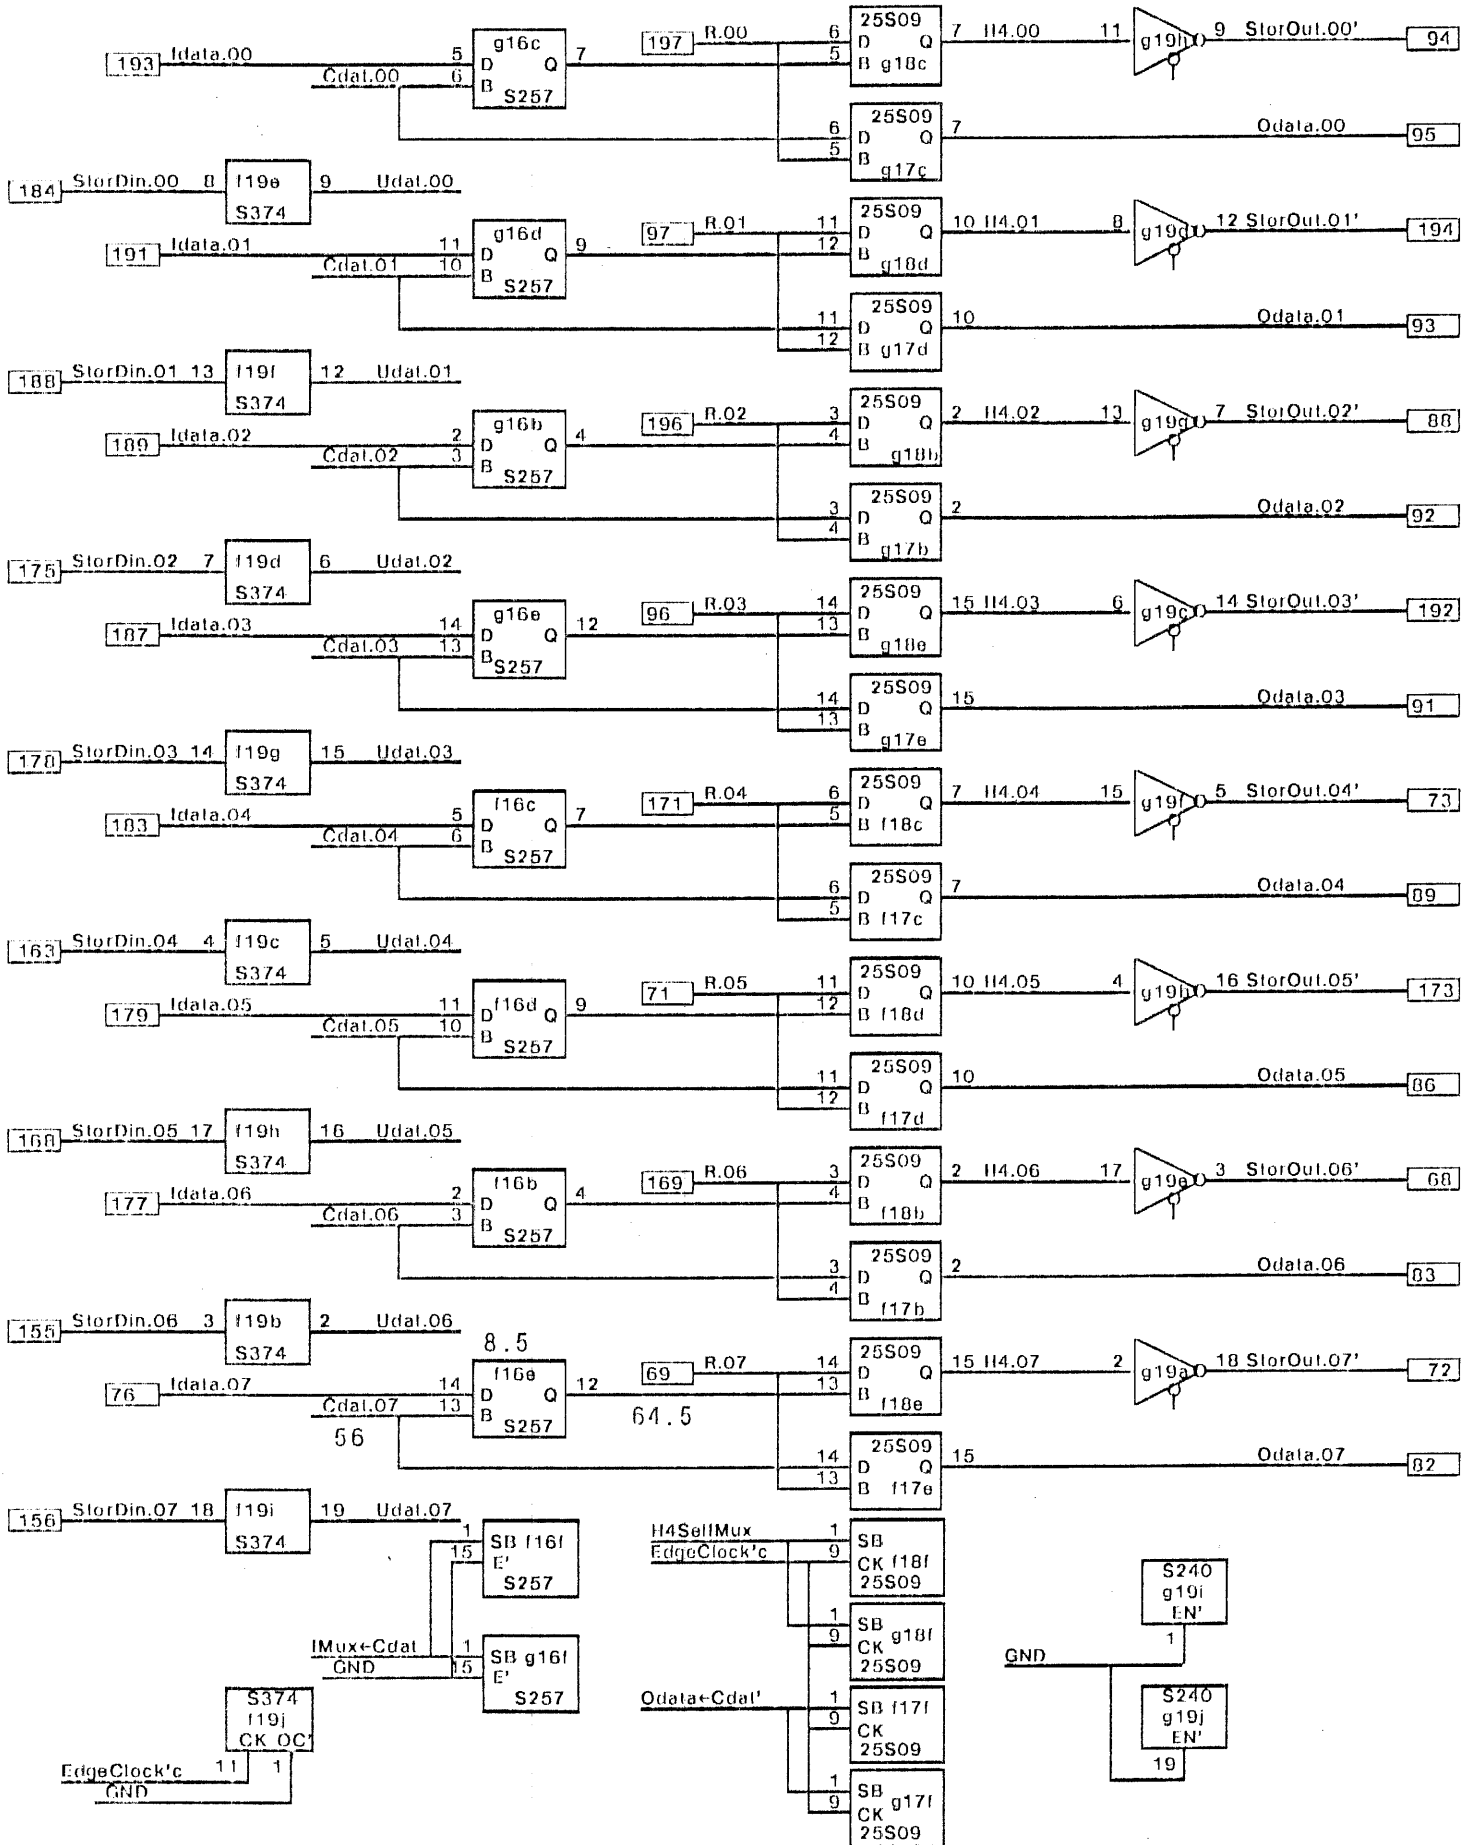 193 Idata.00 5 D g16c Q 7 S257
Cdat.00 6 B
197 R.00 6 D 25S09 Q 7 H4.00 11 g19h 9 StorOut.00' 94
5 B g18c
6 D 25S09 Q 7 Odata.00 95
5 B g17c
184 StorDin.00 8 f19e 9 Udat.00
S374
191 Idata.01 11 D g16d Q 9 S257
Cdat.01 10 B
97 R.01 11 D 25S09 Q 10 H4.01 8 g19d 12 StorOut.01' 194
12 B g18d
11 D 25S09 Q 10 Odata.01 93
12 B g17d
188 StorDin.01 13 f19f 12 Udat.01
S374
189 Idata.02 2 D g16b Q 4 S257
Cdat.02 3 B
196 R.02 3 D 25S09 Q 2 H4.02 13 g19g 7 StorOut.02' 88
4 B g18b
3 D 25S09 Q 2 Odata.02 92
4 B g17b
175 StorDin.02 7 f19d 6 Udat.02
S374
187 Idata.03 14 D g16e Q 12 S257
Cdat.03 13 B
96 R.03 14 D 25S09 Q 15 H4.03 6 g19c 14 StorOut.03' 192
13 B g18e
14 D 25S09 Q 15 Odata.03 91
13 B g17e
178 StorDin.03 14 f19g 15 Udat.03
S374
183 Idata.04 5 D f16c Q 7 S257
Cdat.04 6 B
171 R.04 6 D 25S09 Q 7 H4.04 15 g19f 5 StorOut.04' 73
5 B f18c
6 D 25S09 Q 7 Odata.04 89
5 B f17c
163 StorDin.04 4 f19c 5 Udat.04
S374
179 Idata.05 11 D f16d Q 9 S257
Cdat.05 10 B
71 R.05 11 D 25S09 Q 10 H4.05 4 g19b 16 StorOut.05' 173
12 B f18d
11 D 25S09 Q 10 Odata.05 86
12 B f17d
168 StorDin.05 17 f19h 16 Udat.05
S374
177 Idata.06 2 D f16b Q 4 S257
Cdat.06 3 B
169 R.06 3 D 25S09 Q 2 H4.06 17 g19e 3 StorOut.06' 68
4 B f18b
3 D 25S09 Q 2 Odata.06 83
4 B f17b
155 StorDin.06 3 f19b 2 Udat.06
S374
8.5
76 Idata.07 14 D f16e Q 12 S257
Cdat.07 13 B
56
64.5
69 R.07 14 D 25S09 Q 15 H4.07 2 g19a 18 StorOut.07' 72
13 B f18e
14 D 25S09 Q 15 Odata.07 82
13 B f17e
156 StorDin.07 18 f19i 19 Udat.07
S374
1 SB f16f
15 E'
S257
IMux←Cdat 1 SB g16f
GND 15 E'
S257
S374
f19j
CK OC'
EdgeClock'c 11 1
GND
H4SelfMux 1 SB
EdgeClock'c 9 CK f18f
25S09
1 SB g18f
9 CK
25S09
Odata←Cdat' 1 SB f17f
9 CK
25S09
1 SB g17f
9 CK
25S09
S240
g19i
EN'
1
GND
S240
g19j
EN'
19